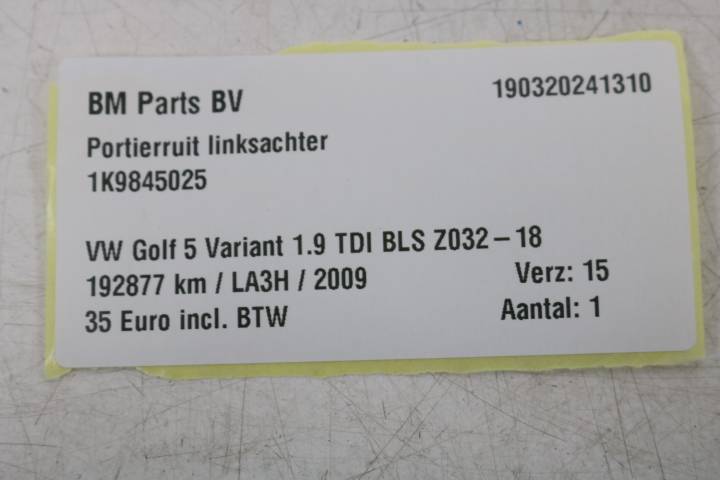 BM Parts BV 190320241310
Portierruit linksachter
1K9845025
VW Golf 5 Variant 1.9 TDI BLS Z032-18
192877 km / LA3H / 2009 Verz: 15
35 Euro incl. BTW Aantal: 1